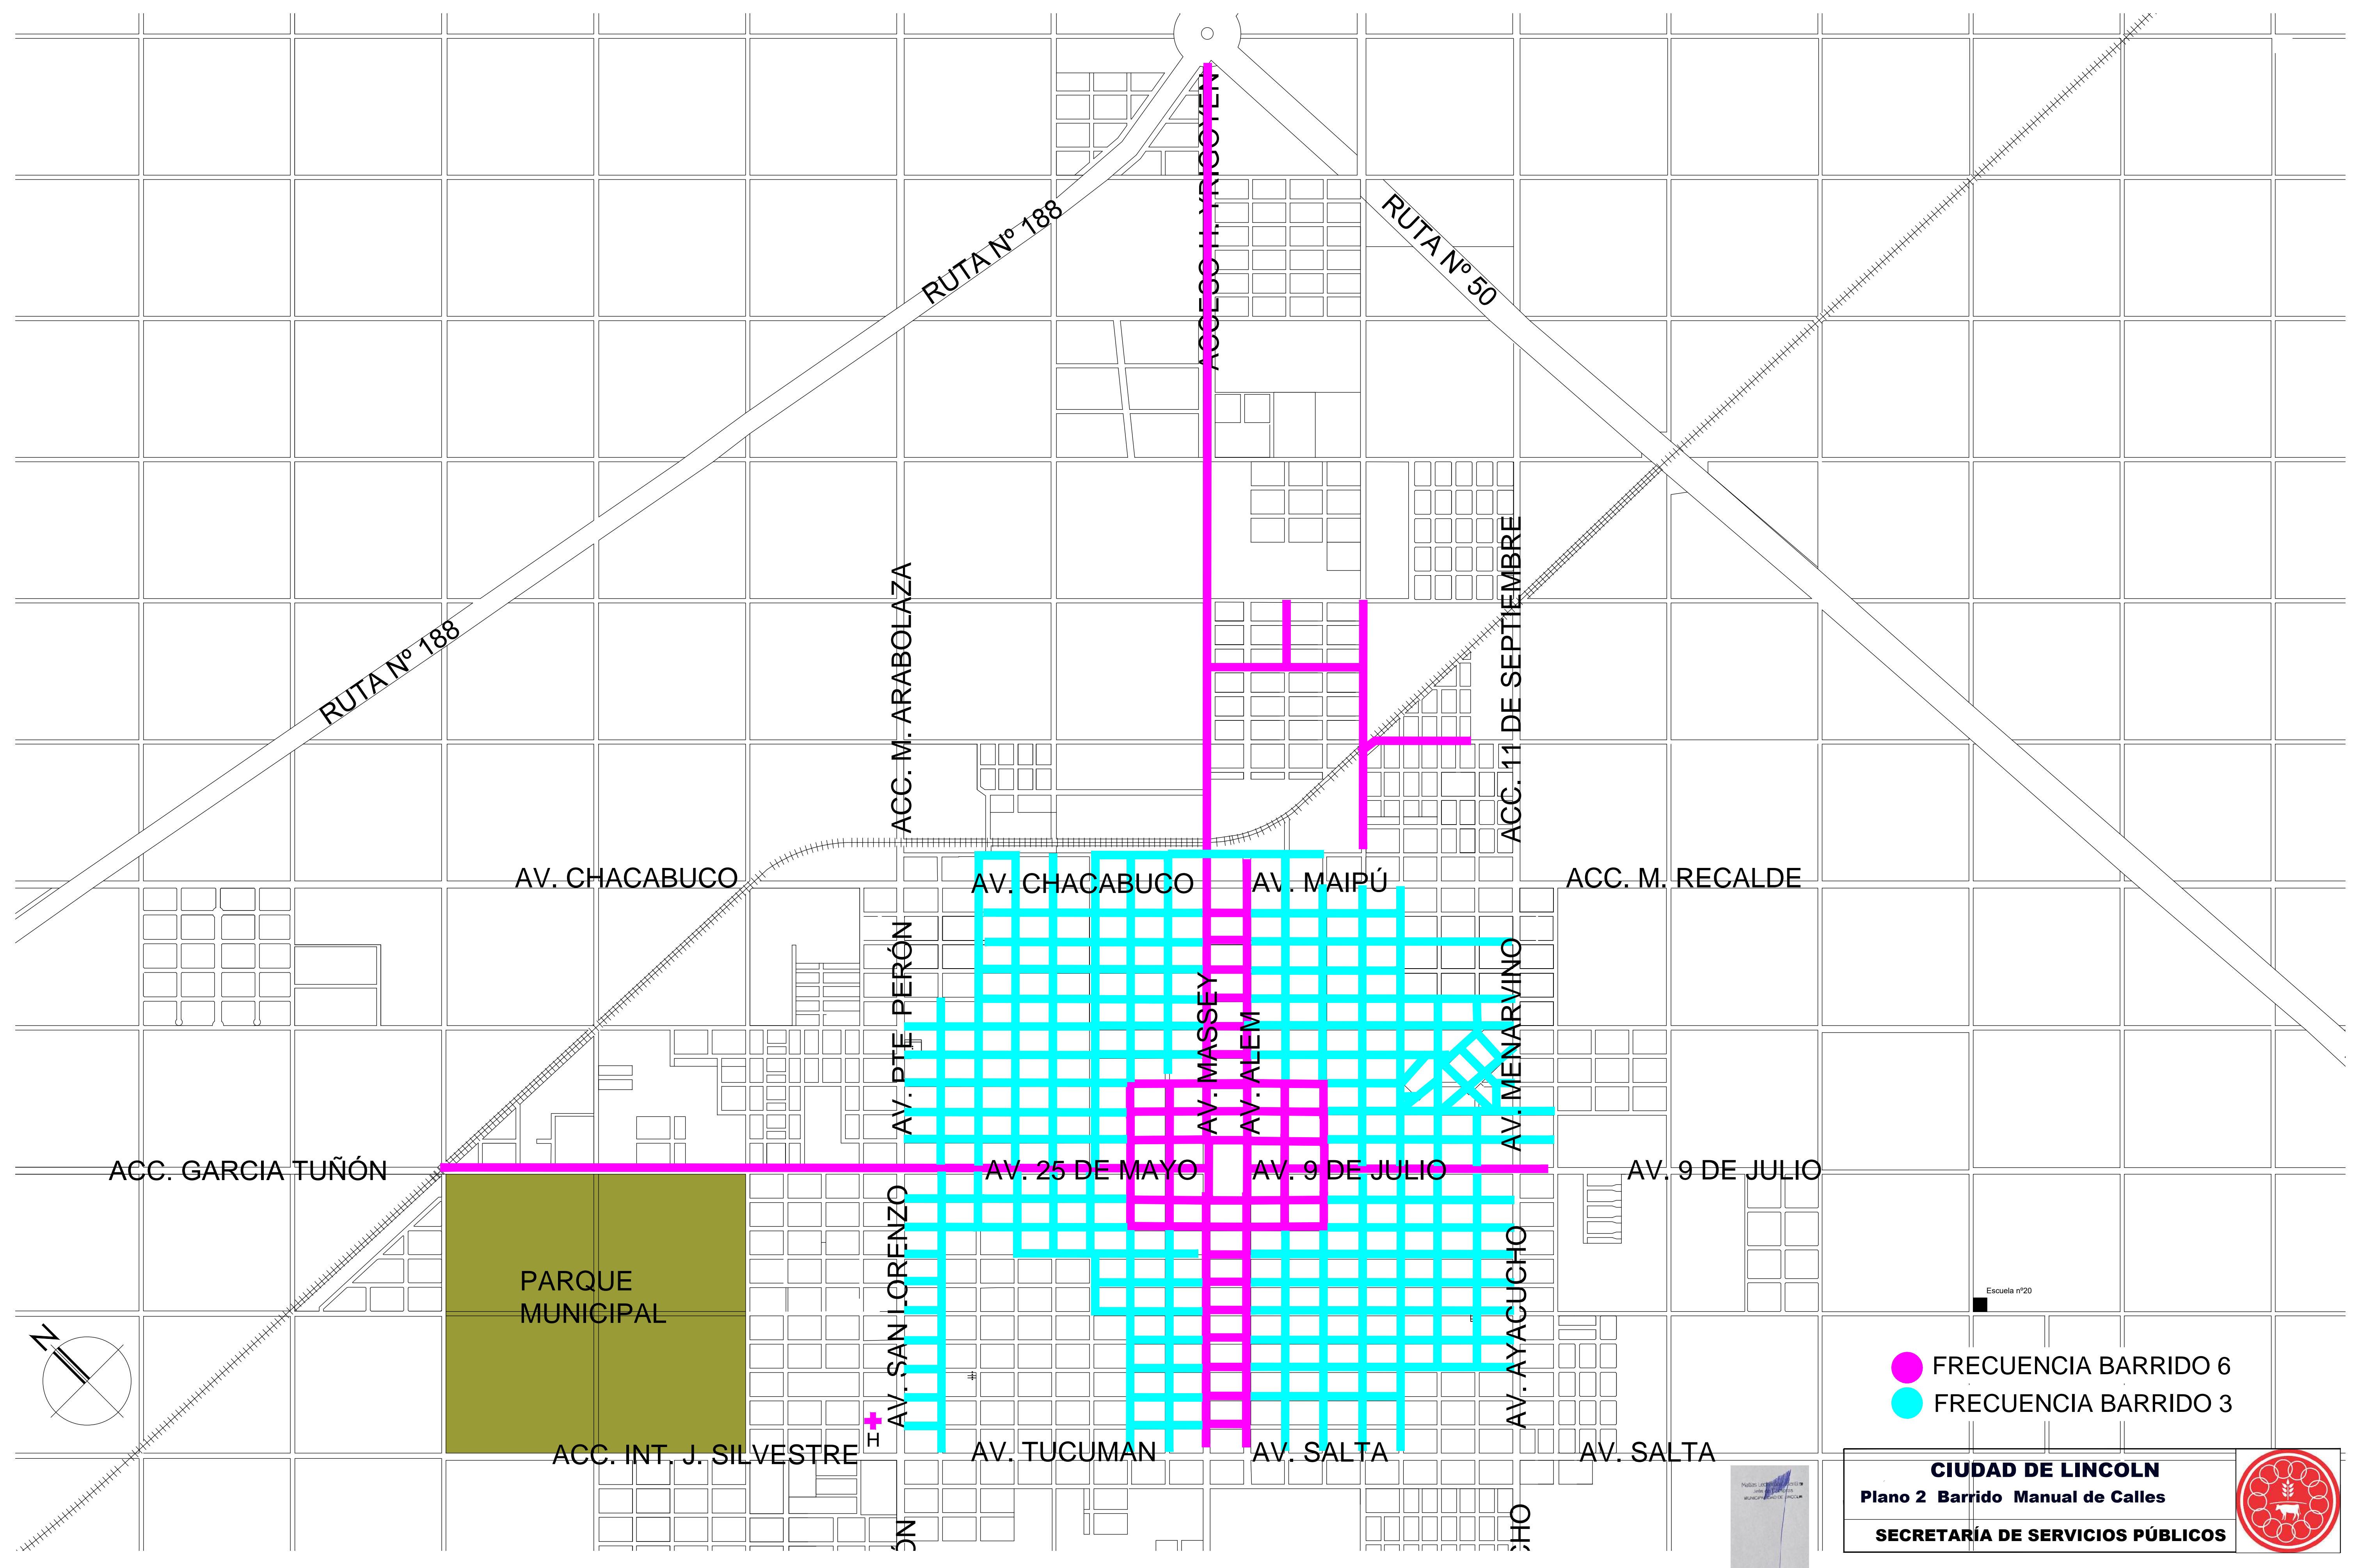 ACCESO H. YRIGOYEN
RUTA Nº 188
RUTA Nº 50
RUTA Nº 188
ACC. M. ARABOLAZA
ACC. 11 DE SEPTIEMBRE
AV. CHACABUCO
AV. CHACABUCO
AV. MAIPÚ
ACC. M. RECALDE
AV. PTE. PERÓN
AV. MASSEY
AV. ALEM
AV. MENARVINO
ACC. GARCIA TUÑÓN
AV. 25 DE MAYO
AV. 9 DE JULIO
AV. 9 DE JULIO
AV. SAN LORENZO
AV. AYACUCHO
PARQUE
MUNICIPAL
Escuela nº20
N
H
ACC. INT. J. SILVESTRE
AV. TUCUMAN
AV. SALTA
AV. SALTA
ÓN
CHO
FRECUENCIA BARRIDO 6
FRECUENCIA BARRIDO 3
CIUDAD DE LINCOLN
Plano 2 Barrido Manual de Calles
SECRETARÍA DE SERVICIOS PÚBLICOS